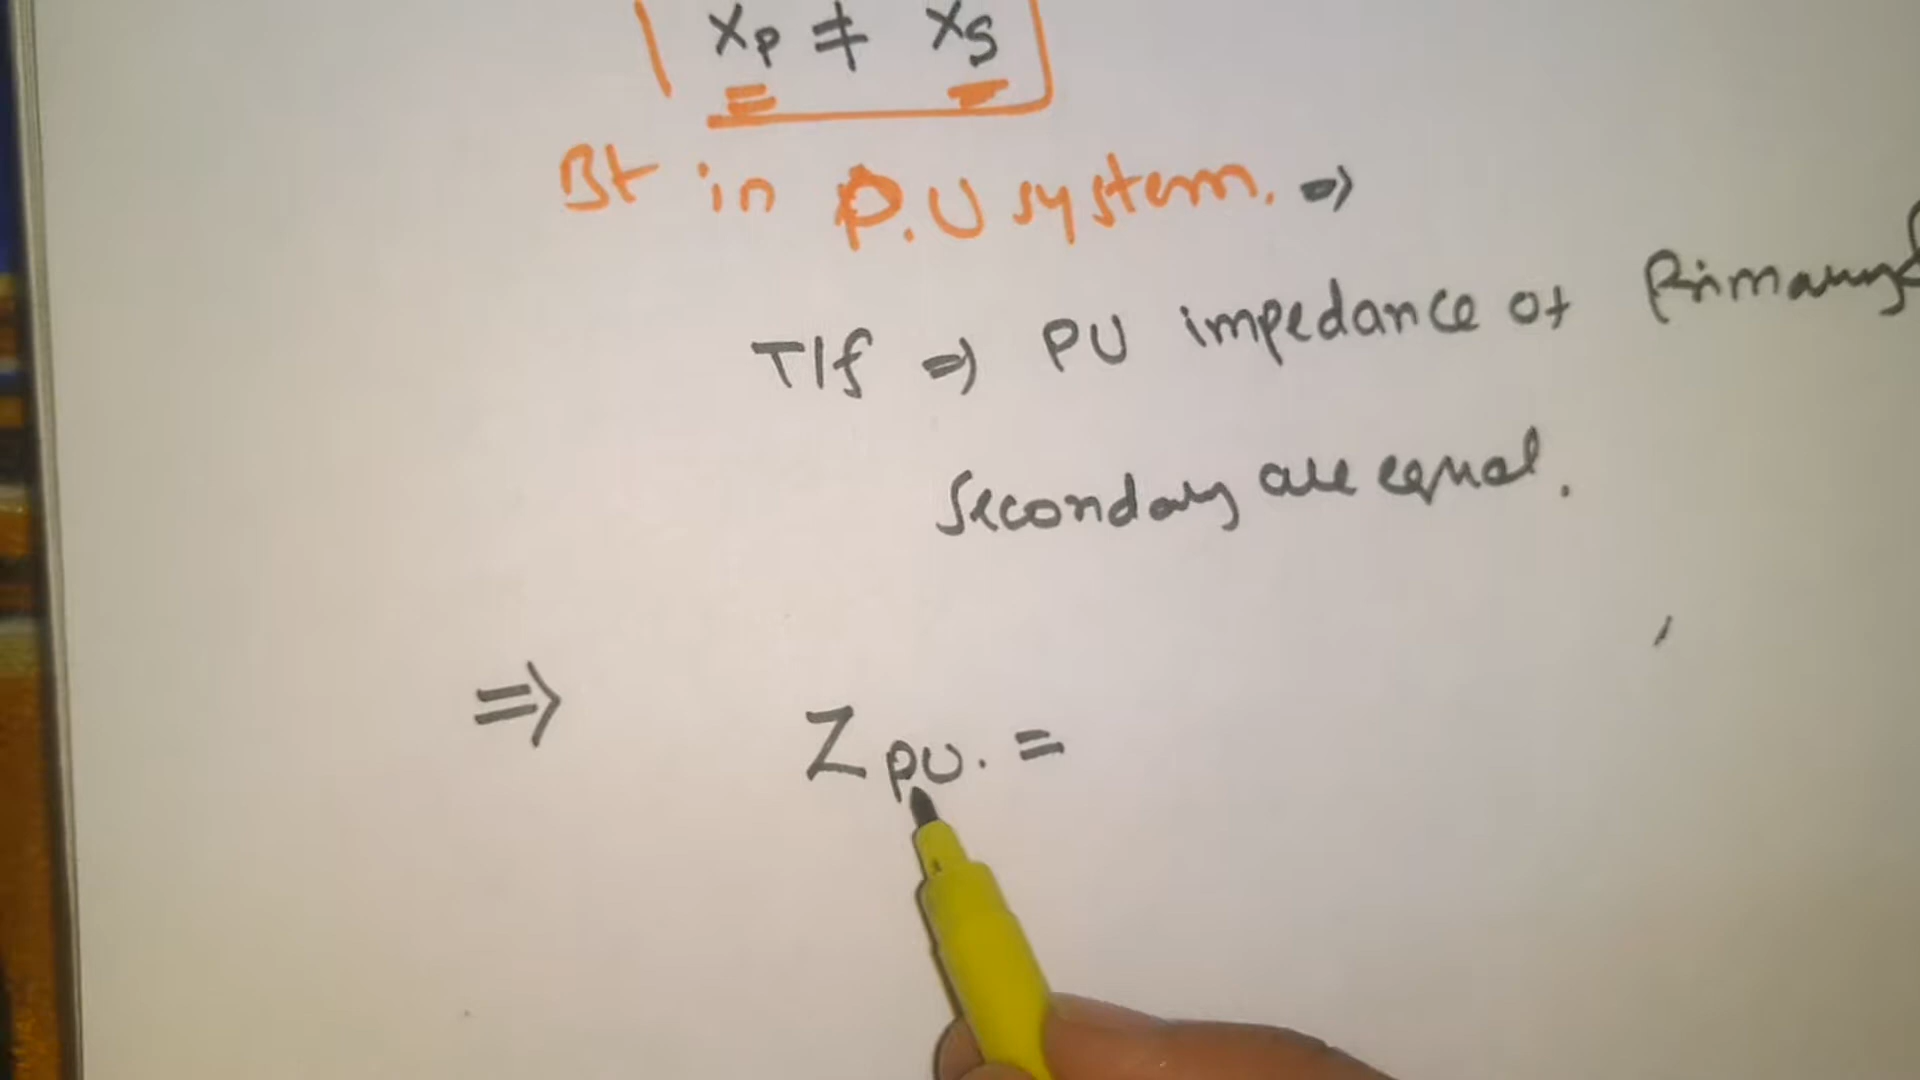 XP ≠ XS
Bt in P.U system. ⇒
T/f ⇒ PU impedance of Primary &
Secondary are equal.
⇒ ZPU. =